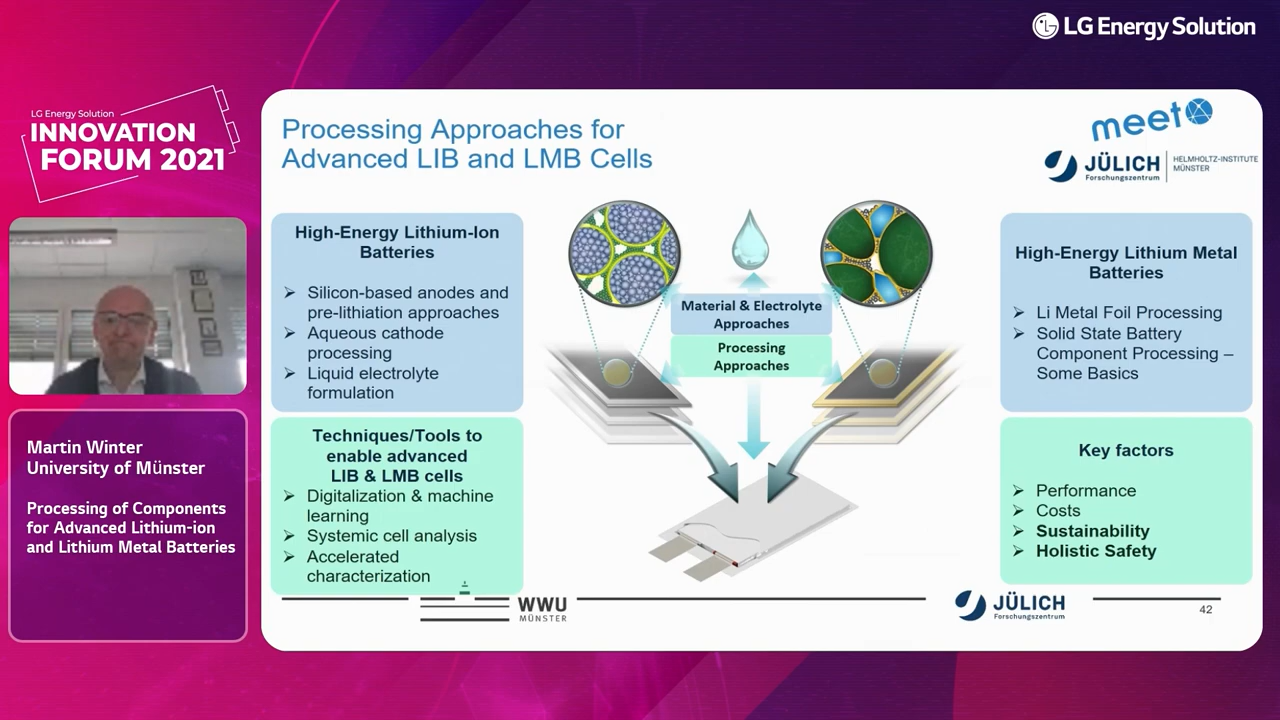 LG Energy Solution
LG Energy Solution
INNOVATION
FORUM 2021
Martin Winter
University of Münster
Processing of Components
for Advanced Lithium-ion
and Lithium Metal Batteries
Processing Approaches for
Advanced LIB and LMB Cells
meet
JÜLICH
Forschungszentrum
HELMHOLTZ-INSTITUTE
MÜNSTER
High-Energy Lithium-Ion
Batteries
➢ Silicon-based anodes and
pre-lithiation approaches
➢ Aqueous cathode
processing
➢ Liquid electrolyte
formulation
Techniques/Tools to
enable advanced
LIB & LMB cells
➢ Digitalization & machine
learning
➢ Systemic cell analysis
➢ Accelerated
characterization
Material & Electrolyte
Approaches
Processing
Approaches
High-Energy Lithium Metal
Batteries
➢ Li Metal Foil Processing
➢ Solid State Battery
Component Processing –
Some Basics
Key factors
➢ Performance
➢ Costs
➢ Sustainability
➢ Holistic Safety
WWU
MÜNSTER
JÜLICH
Forschungszentrum
42